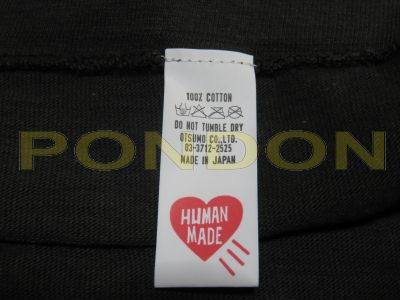 100% COTTON
DO NOT TUMBLE DRY
OTSUMO CO.,LTD.
03-3712-2525
MADE IN JAPAN
PONDON
HUMAN
MADE